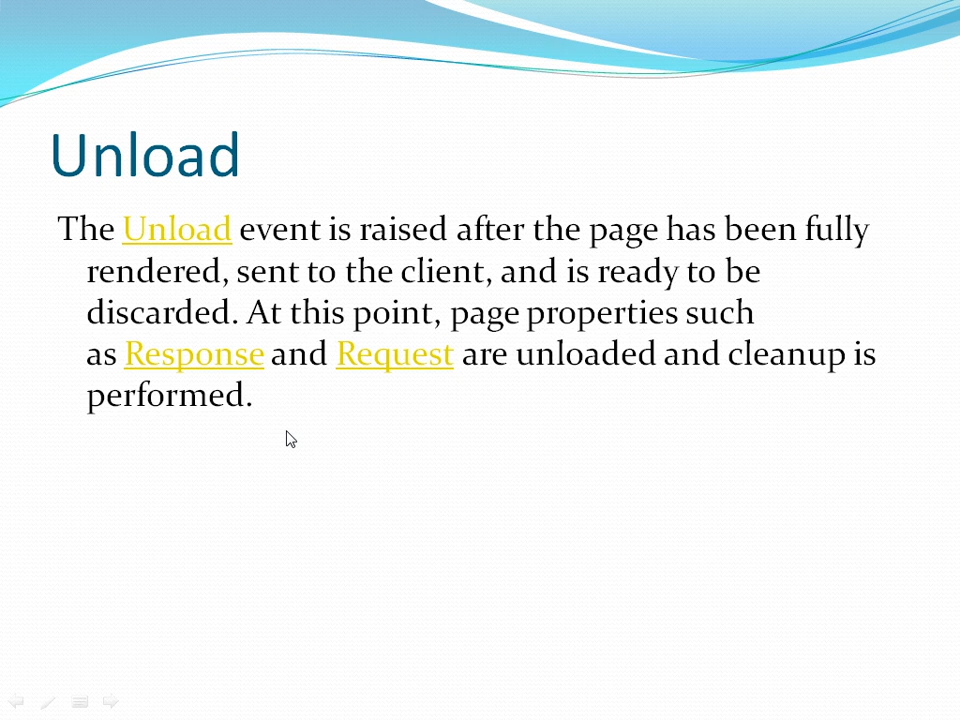 Unload
The Unload event is raised after the page has been fully
rendered, sent to the client, and is ready to be
discarded. At this point, page properties such
as Response and Request are unloaded and cleanup is
performed.